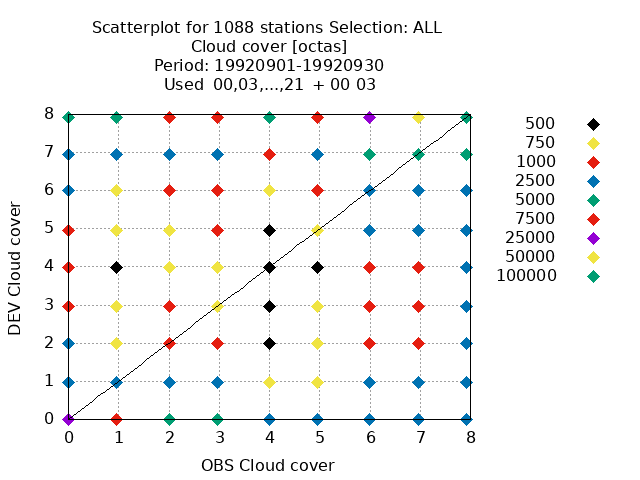 Scatterplot for 1088 stations Selection: ALL
Cloud cover [octas]
Period: 19920901-19920930
Used 00,03,...,21 + 00 03
8
7
6
5
4
3
2
1
0
DEV Cloud cover
0 1 2 3 4 5 6 7 8
OBS Cloud cover
500
750
1000
2500
5000
7500
25000
50000
100000